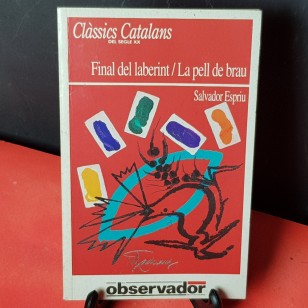 Clàssics Catalans
DEL SEGLE XX
Final del laberint / La pell de brau
Salvador Espriu
observador